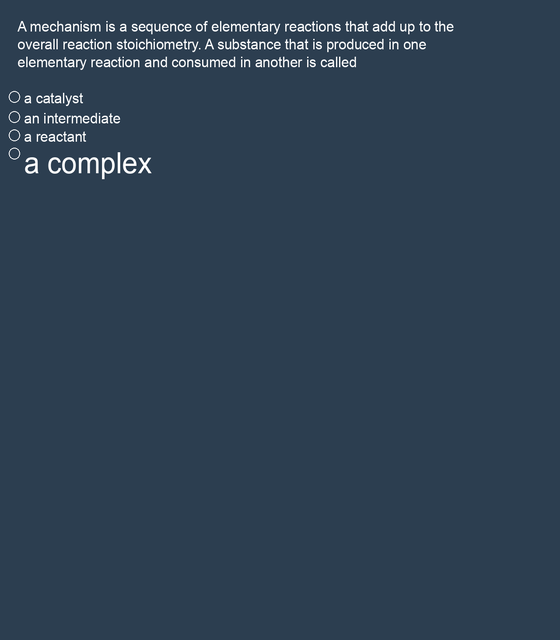 A mechanism is a sequence of elementary reactions that add up to the
overall reaction stoichiometry. A substance that is produced in one
elementary reaction and consumed in another is called
a catalyst
an intermediate
a reactant
a complex